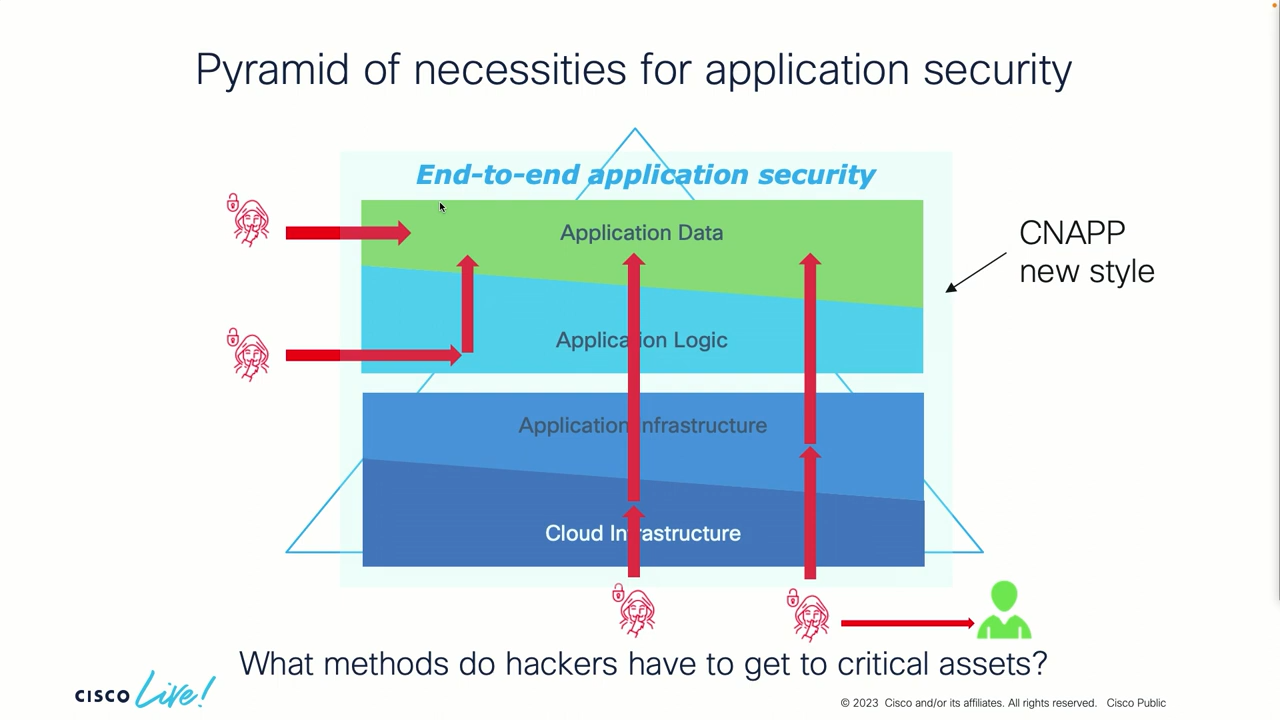 Pyramid of necessities for application security
End-to-end application security
Application Data
CNAPP
new style
Application Logic
Application Infrastructure
Cloud Infrastructure
What methods do hackers have to get to critical assets?
CISCO Live!
© 2023 Cisco and/or its affiliates. All rights reserved. Cisco Public